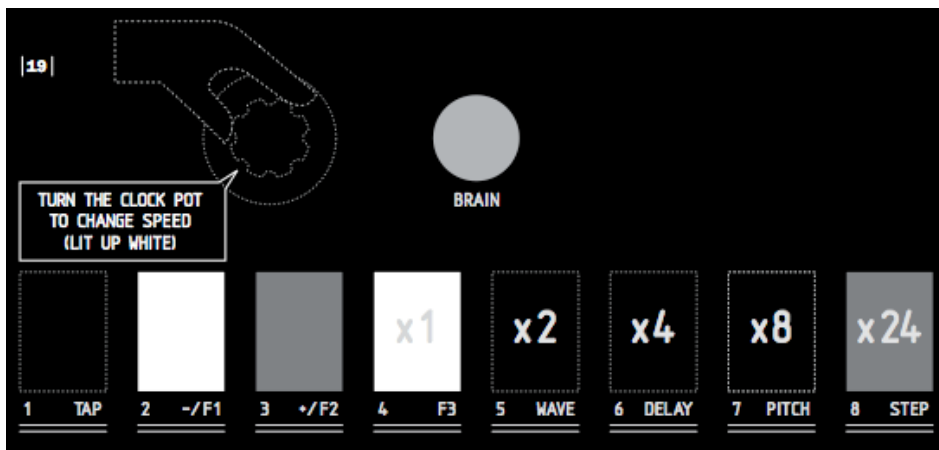 |19|
TURN THE CLOCK POT
TO CHANGE SPEED
(LIT UP WHITE)
BRAIN
x1 x2 x4 x8 x24
1 TAP 2 -/F1 3 +/F2 4 F3 5 WAVE 6 DELAY 7 PITCH 8 STEP